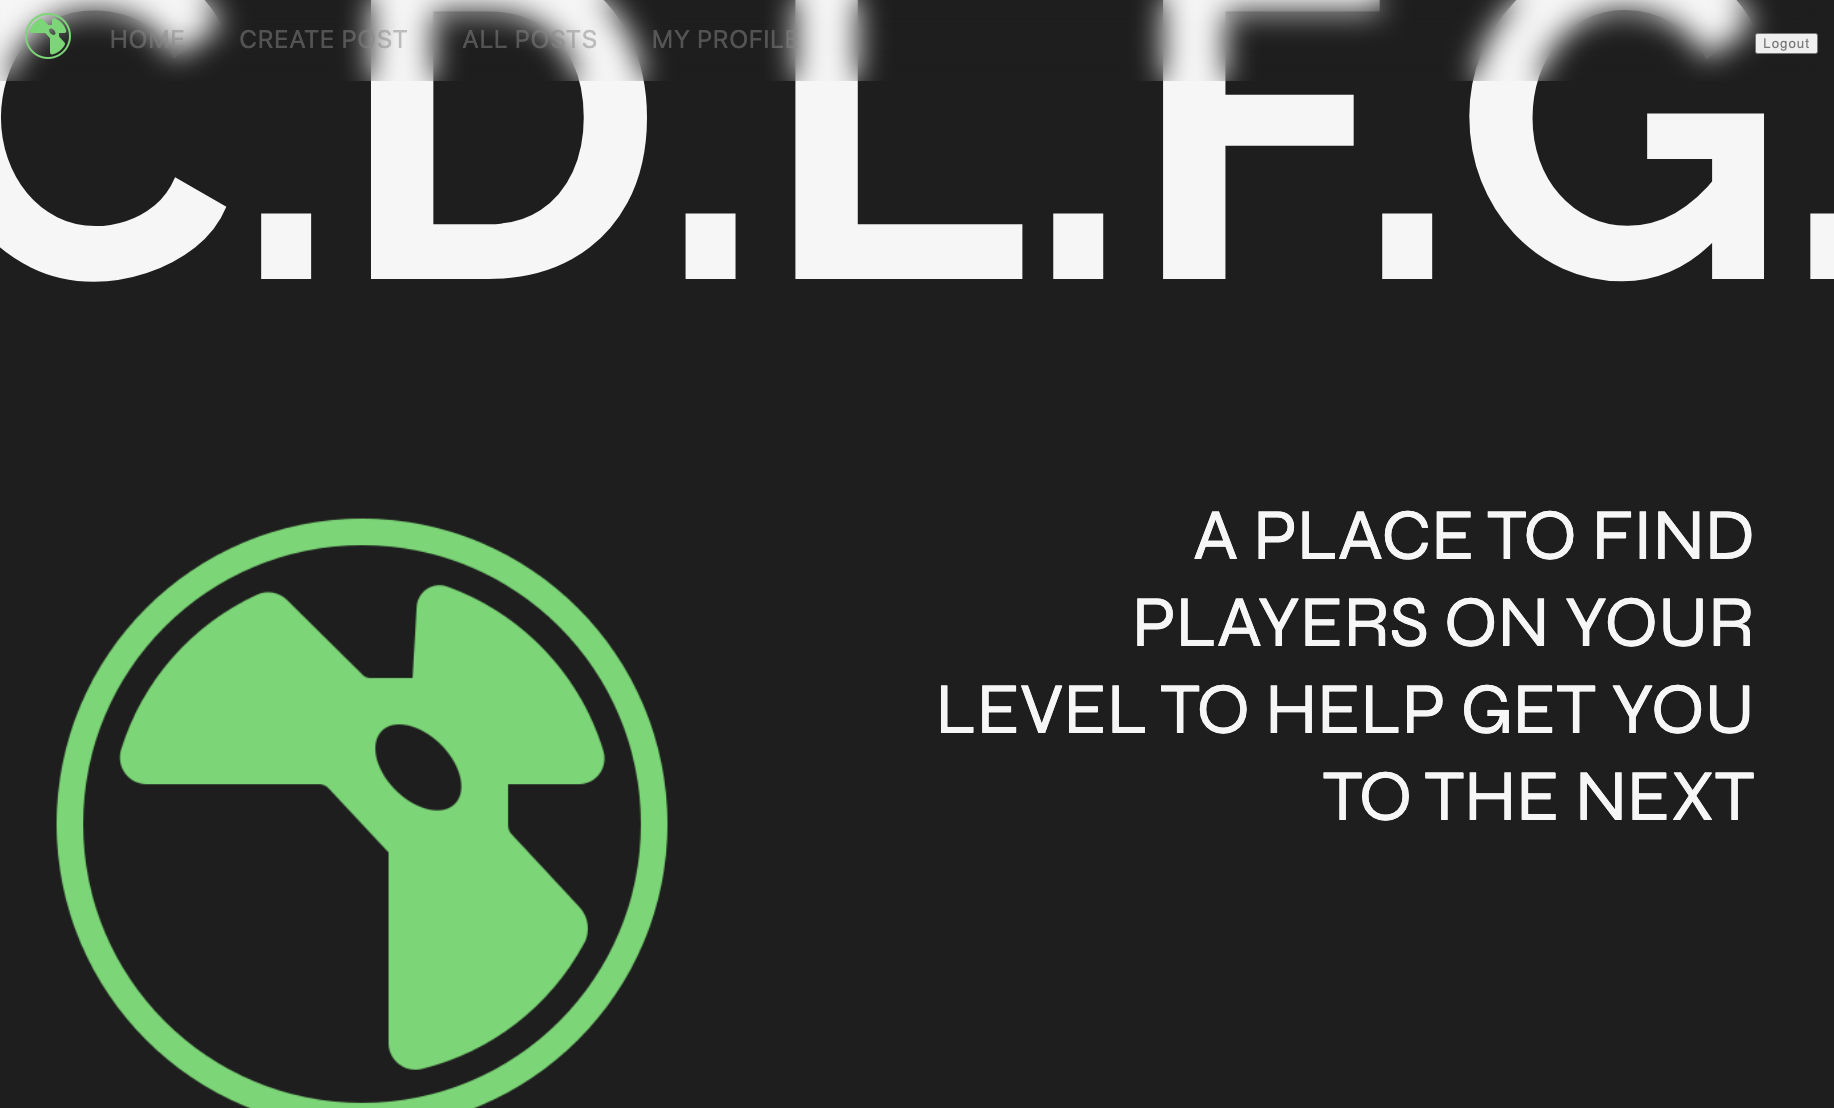 HOME CREATE POST ALL POSTS MY PROFILE Logout
C.D.L.F.G.
A PLACE TO FIND
PLAYERS ON YOUR
LEVEL TO HELP GET YOU
TO THE NEXT